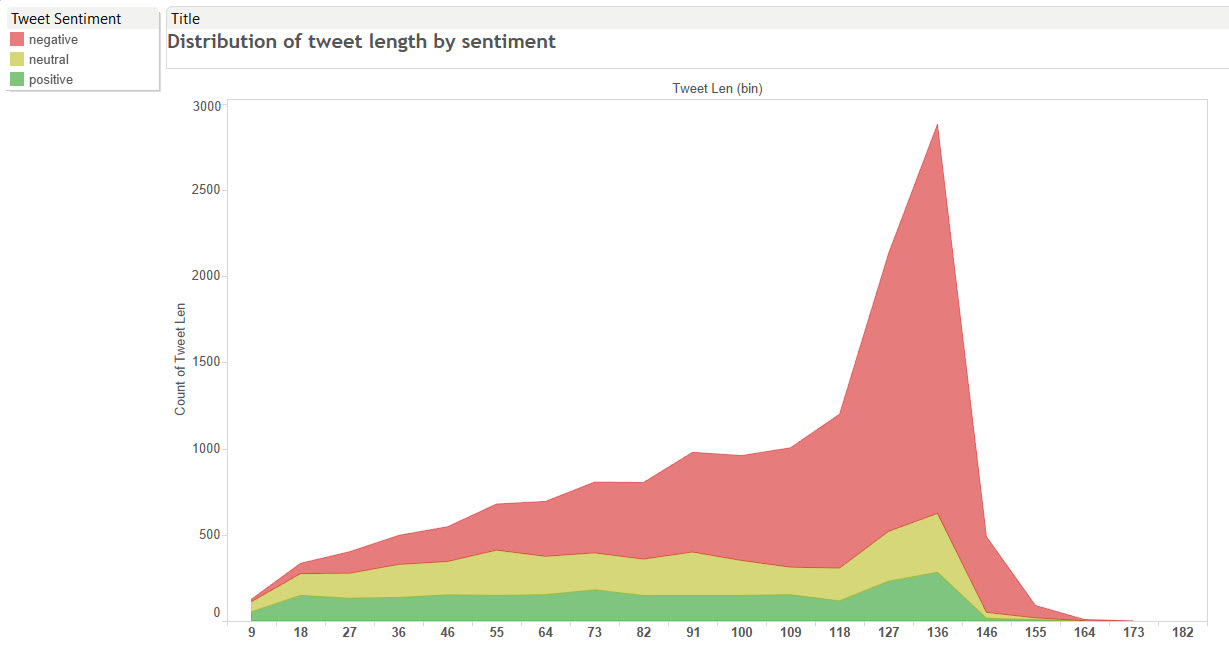 Tweet Sentiment
negative
neutral
positive
Title
Distribution of tweet length by sentiment
Tweet Len (bin)
3000
2500
2000
1500
1000
500
0
Count of Tweet Len
9 18 27 36 46 55 64 73 82 91 100 109 118 127 136 146 155 164 173 182